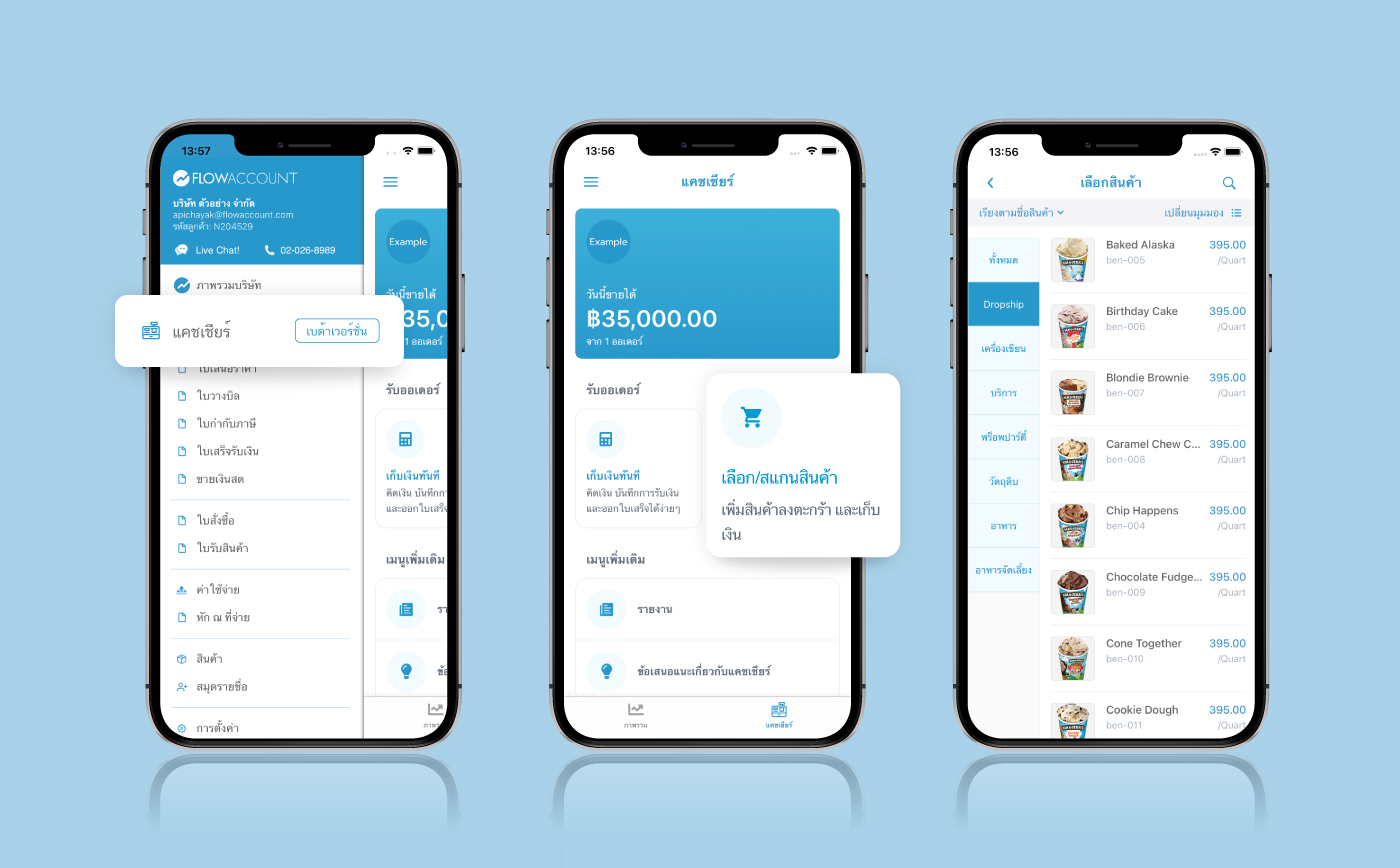 13:57
FLOWACCOUNT
บริษัท ตัวอย่าง จำกัด
apichayak@flowaccount.com
รหัสลูกค้า: N204529
Live Chat!
02-026-8989
ภาพรวมบริษัท
แคชเชียร์
เบต้าเวอร์ชั่น
ใบเสนอราคา
ใบวางบิล
ใบกำกับภาษี
ใบเสร็จรับเงิน
ขายเงินสด
ใบสั่งซื้อ
ใบรับสินค้า
ค่าใช้จ่าย
หัก ณ ที่จ่าย
สินค้า
สมุดรายชื่อ
การตั้งค่า
Example
วันนี้ขายได้
35,0
1 ออเดอร์
รับออเดอร์
เก็บเงินทันที
คิดเงิน บันทึกกา
และออกใบเสร็จ
เมนูเพิ่มเติม
ภาพ
13:56
แคชเชียร์
Example
วันนี้ขายได้
฿35,000.00
จาก 1 ออเดอร์
รับออเดอร์
เก็บเงินทันที
คิดเงิน บันทึกการรับเงิน
และออกใบเสร็จได้ง่ายๆ
เลือก/สแกนสินค้า
เพิ่มสินค้าลงตะกร้า และเก็บ
เงิน
เมนูเพิ่มเติม
รายงาน
ข้อเสนอแนะเกี่ยวกับแคชเชียร์
ภาพรวม
แคชเชียร์
13:56
เลือกสินค้า
เรียงตามชื่อสินค้า
เปลี่ยนมุมมอง
ทั้งหมด
Dropship
เครื่องเขียน
บริการ
พร็อพปาร์ตี้
วัตถุดิบ
อาหาร
อาหารจัดเลี้ยง
Baked Alaska 395.00
ben-005 /Quart
Birthday Cake 395.00
ben-006 /Quart
Blondie Brownie 395.00
ben-007 /Quart
Caramel Chew C... 395.00
ben-008 /Quart
Chip Happens 395.00
ben-004 /Quart
Chocolate Fudge... 395.00
ben-009 /Quart
Cone Together 395.00
ben-010 /Quart
Cookie Dough 395.00
ben-011 /Quart